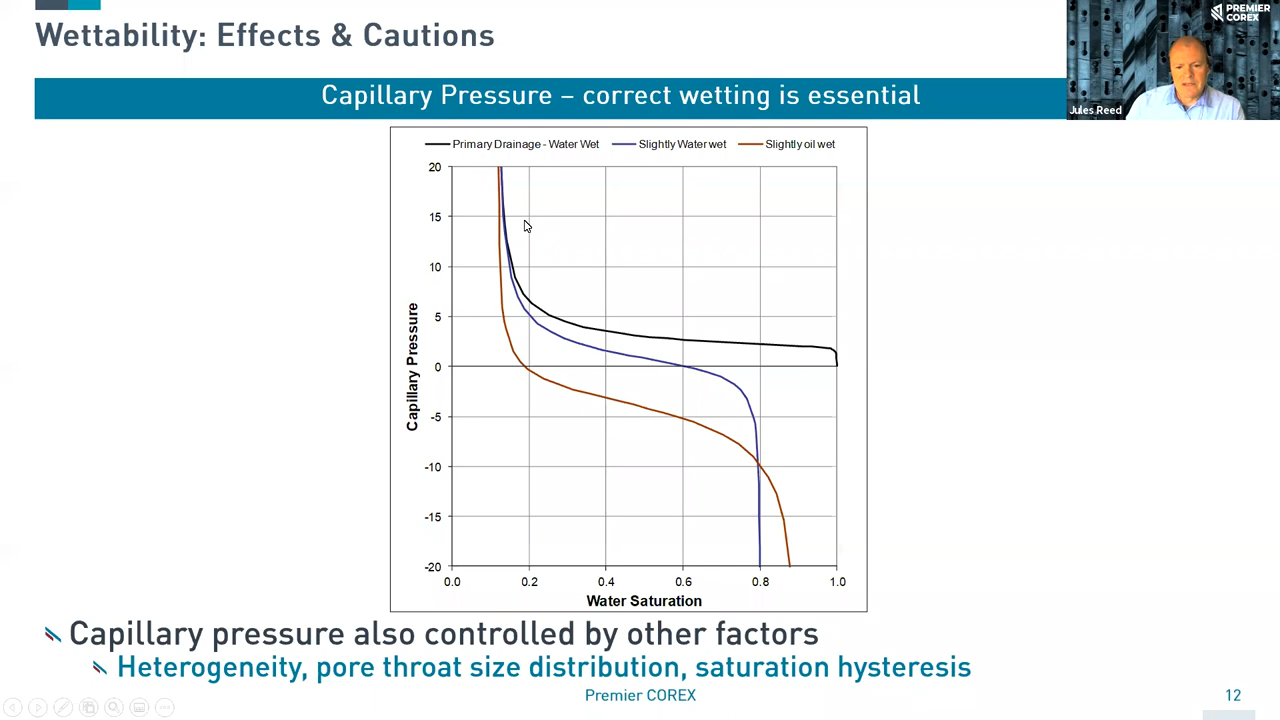 Wettability: Effects & Cautions
PREMIER
COREX
Jules Reed
Capillary Pressure – correct wetting is essential
Primary Drainage - Water Wet
Slightly Water wet
Slightly oil wet
20
15
10
5
0
-5
-10
-15
-20
Capillary Pressure
0.0 0.2 0.4 0.6 0.8 1.0
Water Saturation
Capillary pressure also controlled by other factors
Heterogeneity, pore throat size distribution, saturation hysteresis
Premier COREX
12